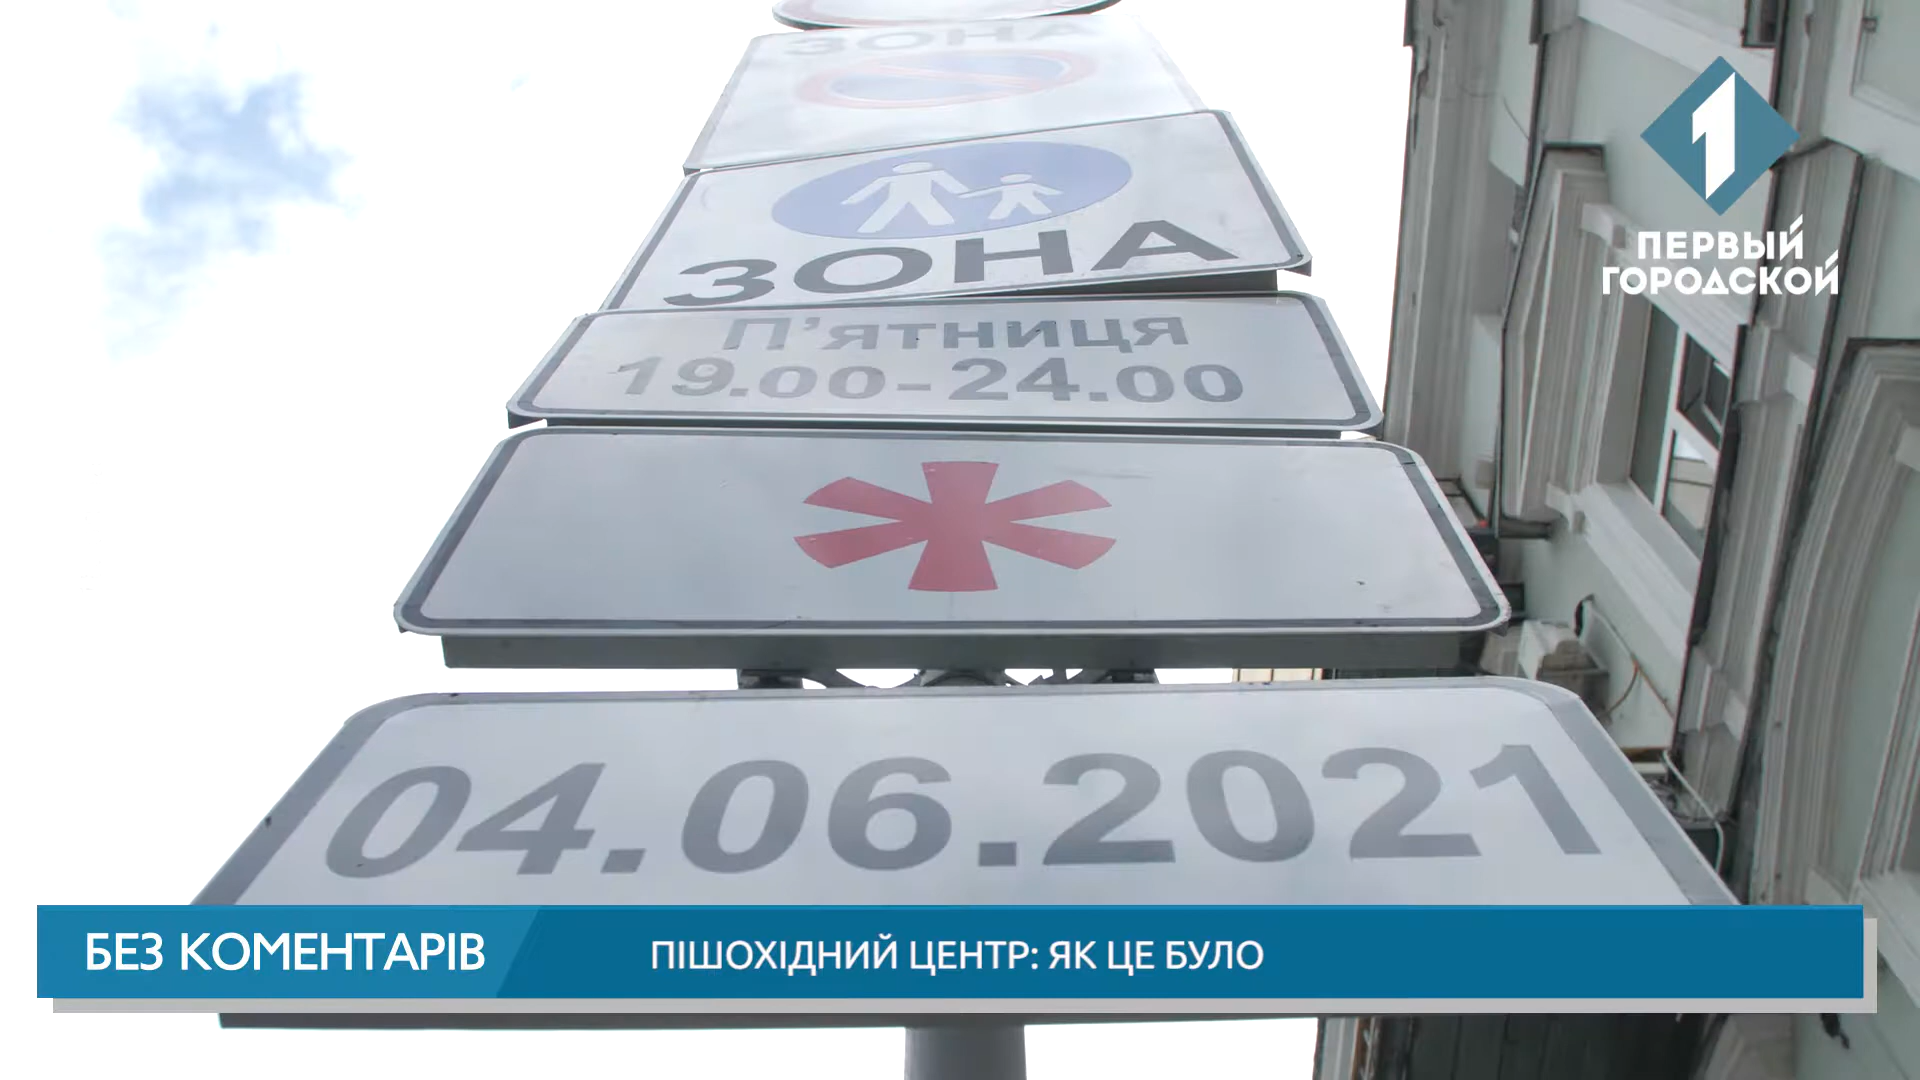 ЗОНА
ЗОНА
П’ятниця
19.00-24.00
04.06.2021
1
ПЕРВЫЙ
ГОРОДСКОЙ
БЕЗ КОМЕНТАРІВ
ПІШОХІДНИЙ ЦЕНТР: ЯК ЦЕ БУЛО